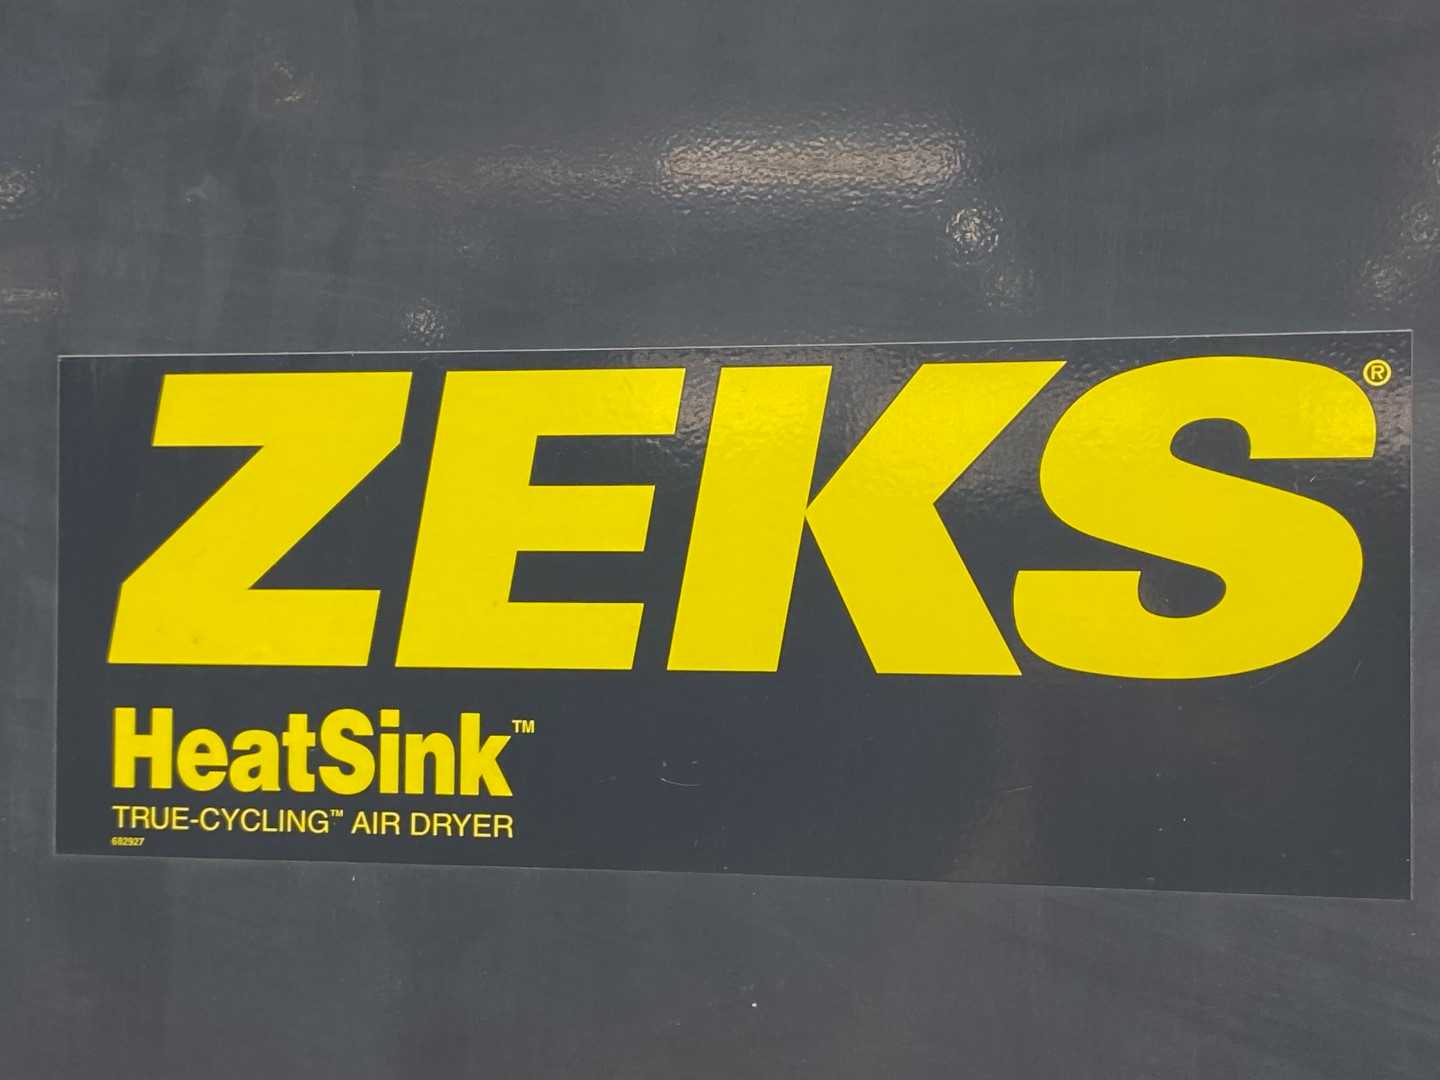 ZEKS®
HeatSink™
TRUE-CYCLING™ AIR DRYER
682927